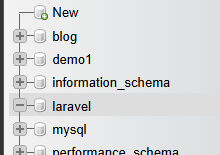 New
blog
demo1
information_schema
laravel
mysql
performance_schema